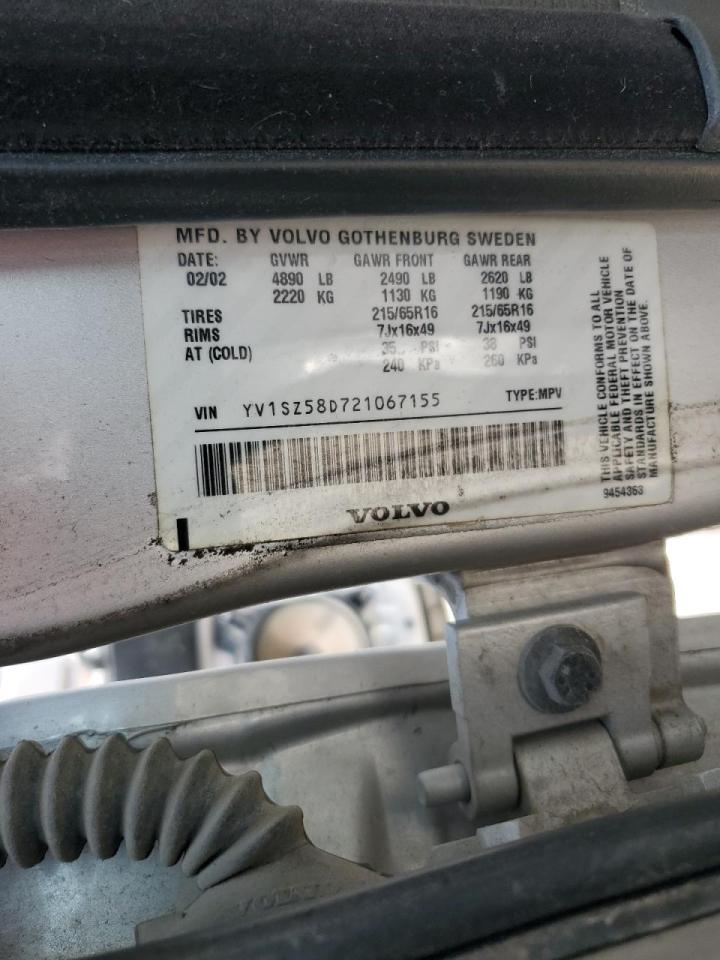 MFD. BY VOLVO GOTHENBURG SWEDEN
DATE: GVWR GAWR FRONT GAWR REAR
02/02 4890 LB 2490 LB 2620 LB
2220 KG 1130 KG 1190 KG
TIRES 215/65R16 215/65R16
RIMS 7Jx16x49 7Jx16x49
AT (COLD) 35 PSI 38 PSI
240 KPa 260 KPa
VIN YV1SZ58D721067155 TYPE:MPV
VOLVO
THIS VEHICLE CONFORMS TO ALL
APPLICABLE FEDERAL MOTOR VEHICLE
SAFETY AND THEFT PREVENTION
STANDARDS IN EFFECT ON THE DATE OF
MANUFACTURE SHOWN ABOVE.
9454363
VOLVO